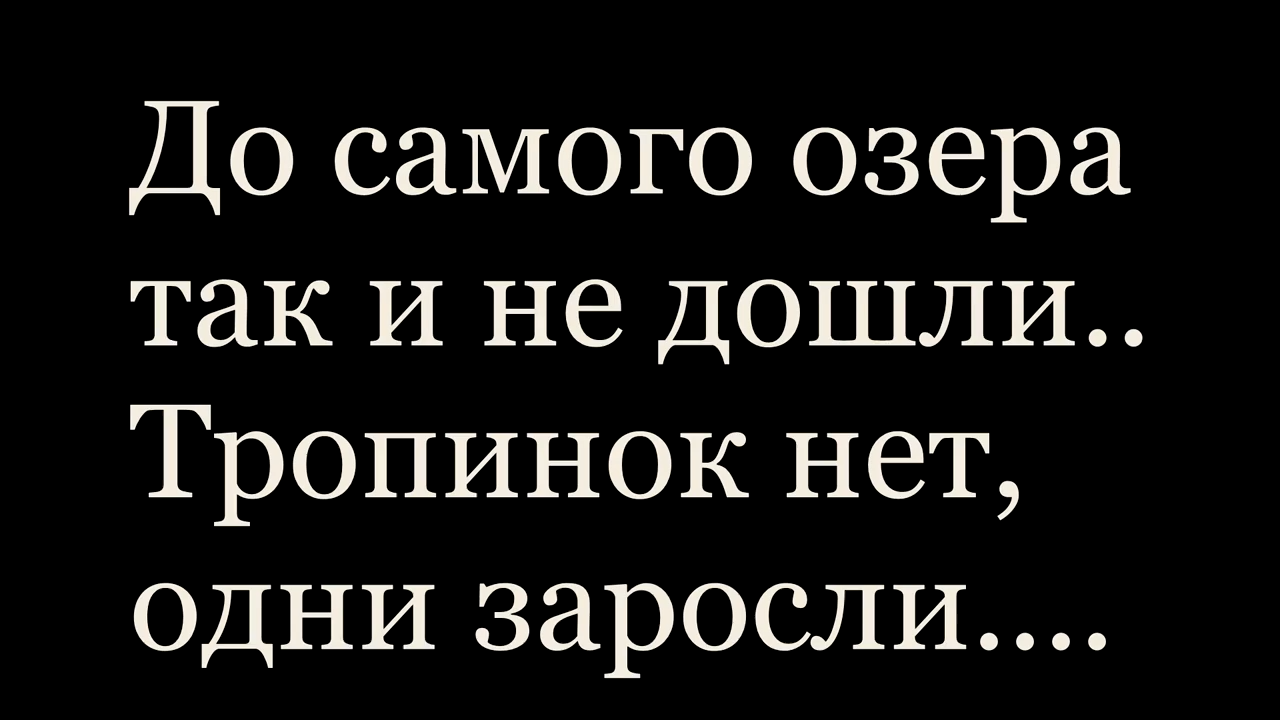 До самого озера
так и не дошли..
Тропинок нет,
одни заросли....